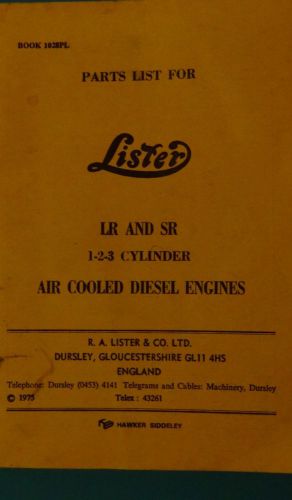 BOOK 1028PL
PARTS LIST FOR
Lister
LR AND SR
1-2-3 CYLINDER
AIR COOLED DIESEL ENGINES
R. A. LISTER & CO. LTD.
DURSLEY, GLOUCESTERSHIRE GL11 4HS
ENGLAND
Telephone: Dursley (0453) 4141 Telegrams and Cables: Machinery, Dursley
© 1975 Telex : 43261
HAWKER SIDDELEY